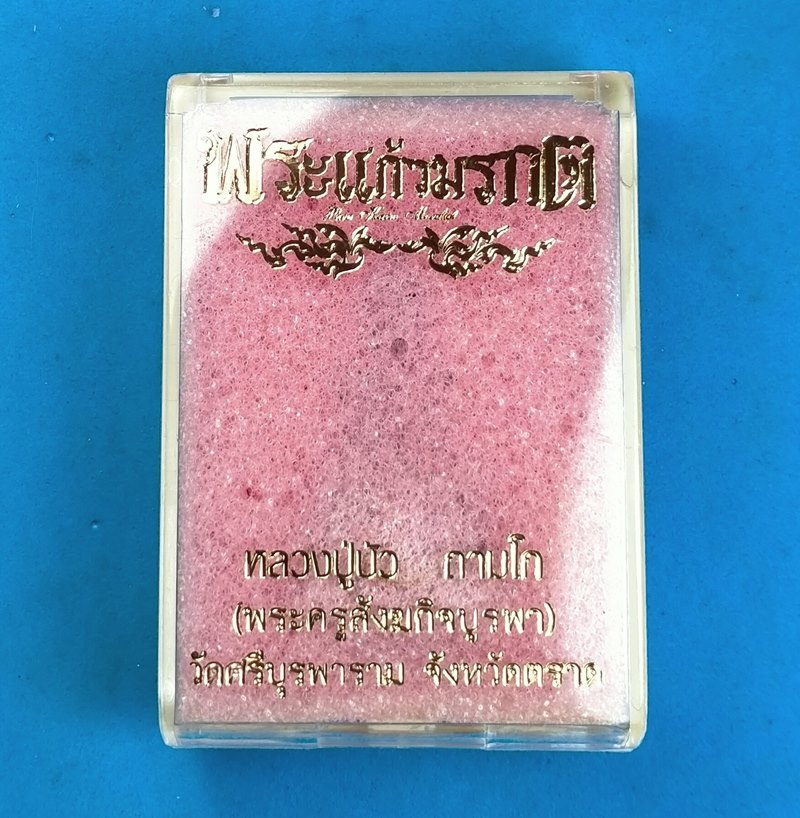 พระแก้วมรกต
หลวงปู่บัว ถามโก
(พระครูสังฆกิจบูรพา)
วัดศรีบูรพาราม จังหวัดตราด